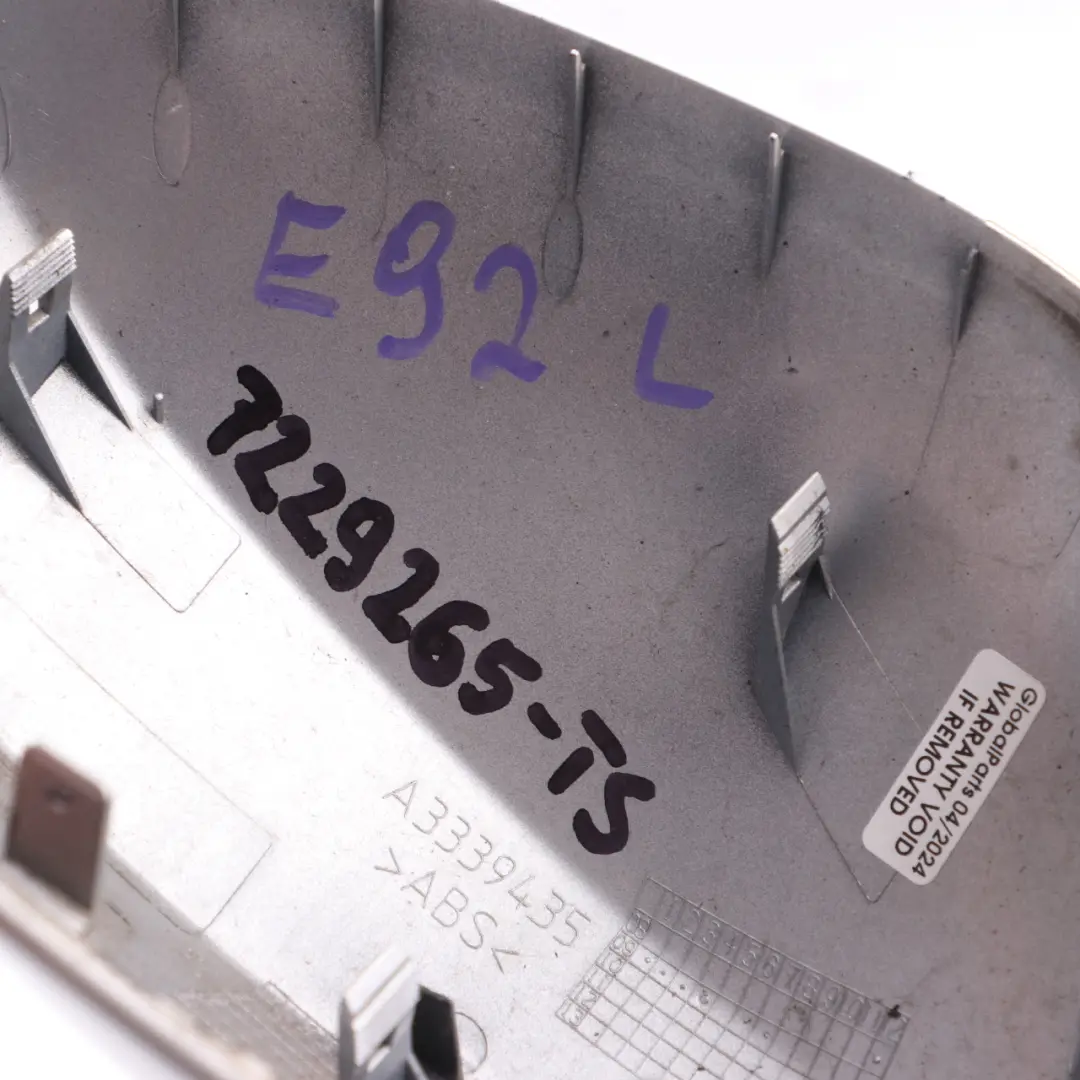 E92 L
7229265-TS
A3339435
>ABS<
GlobalParts 04/2024
WARRANTY VOID
IF REMOVED